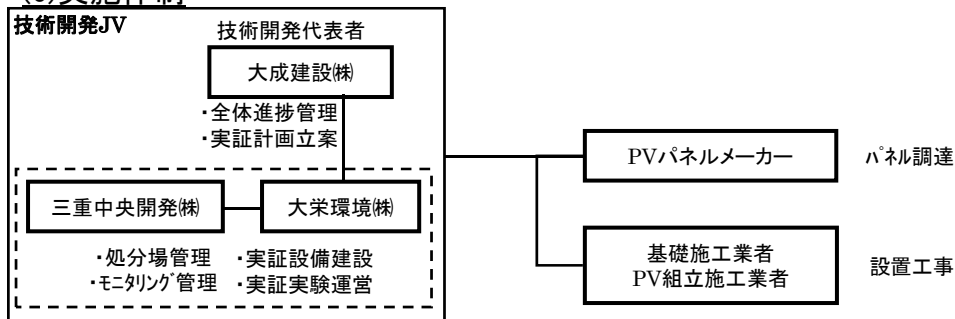 (3)実施体制
技術開発JV
技術開発代表者
大成建設㈱
・全体進捗管理
・実証計画立案
三重中央開発㈱
大栄環境㈱
・処分場管理
・ﾓﾆﾀﾘﾝｸﾞ管理
・実証設備建設
・実証実験運営
PVパネルメーカー
ﾊﾟﾈﾙ調達
基礎施工業者
PV組立施工業者
設置工事